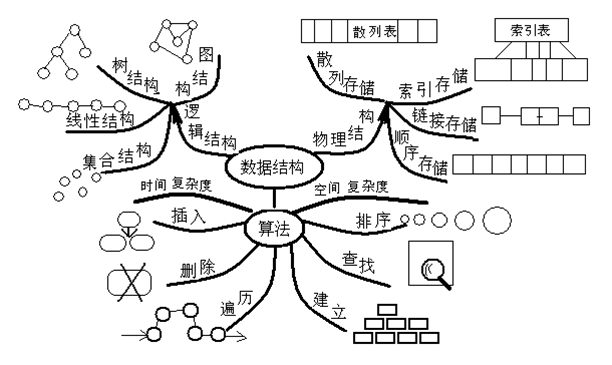 散列表
索引表
树结构
图结构
散列存储
索引存储
线性结构
链接存储
集合结构
逻辑结构
物理结构
顺序存储
数据结构
时间复杂度
空间复杂度
插入
算法
排序
删除
查找
遍历
建立